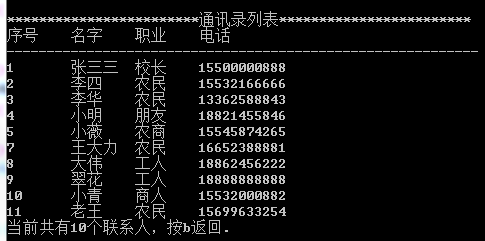 ************************通讯录列表************************
序号 名字 职业 电话
1 张三三 校长 15500000888
2 李四 农民 15532166666
3 李华 农民 13362588843
4 小明 朋友 18821455846
5 小薇 农商 15545874265
7 王大力 农民 16652388881
8 大伟 工人 18862456222
9 翠花 工人 18888888888
10 小青 商人 15532000882
11 老王 农民 15699633254
当前共有10个联系人，按b返回.